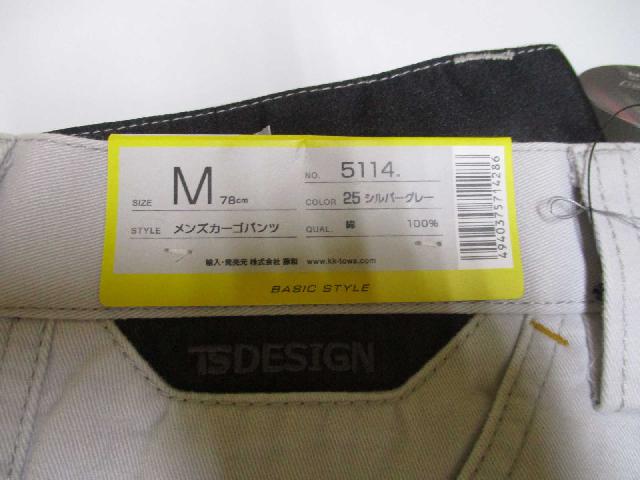 SIZE M 78cm
NO. 5114.
COLOR 25 シルバーグレー
STYLE メンズカーゴパンツ
QUAL. 綿 100%
輸入・発売元 株式会社 藤和 www.kk-towa.com
4940375714286
BASIC STYLE
TSDESIGN